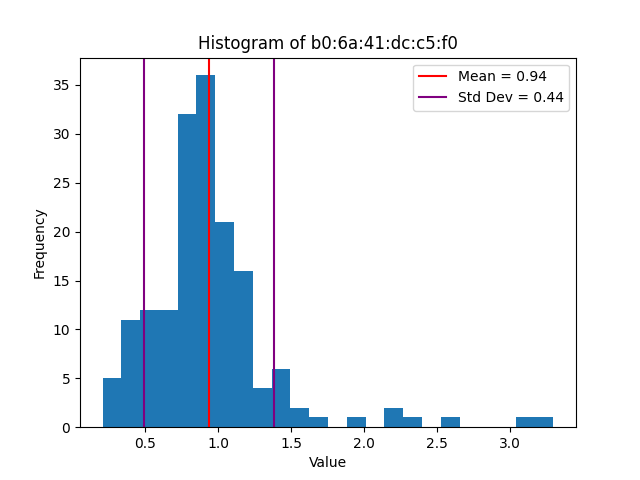 Histogram of b0:6a:41:dc:c5:f0
Mean = 0.94
Std Dev = 0.44
35
30
25
20
15
10
5
0
Frequency
0.5 1.0 1.5 2.0 2.5 3.0
Value